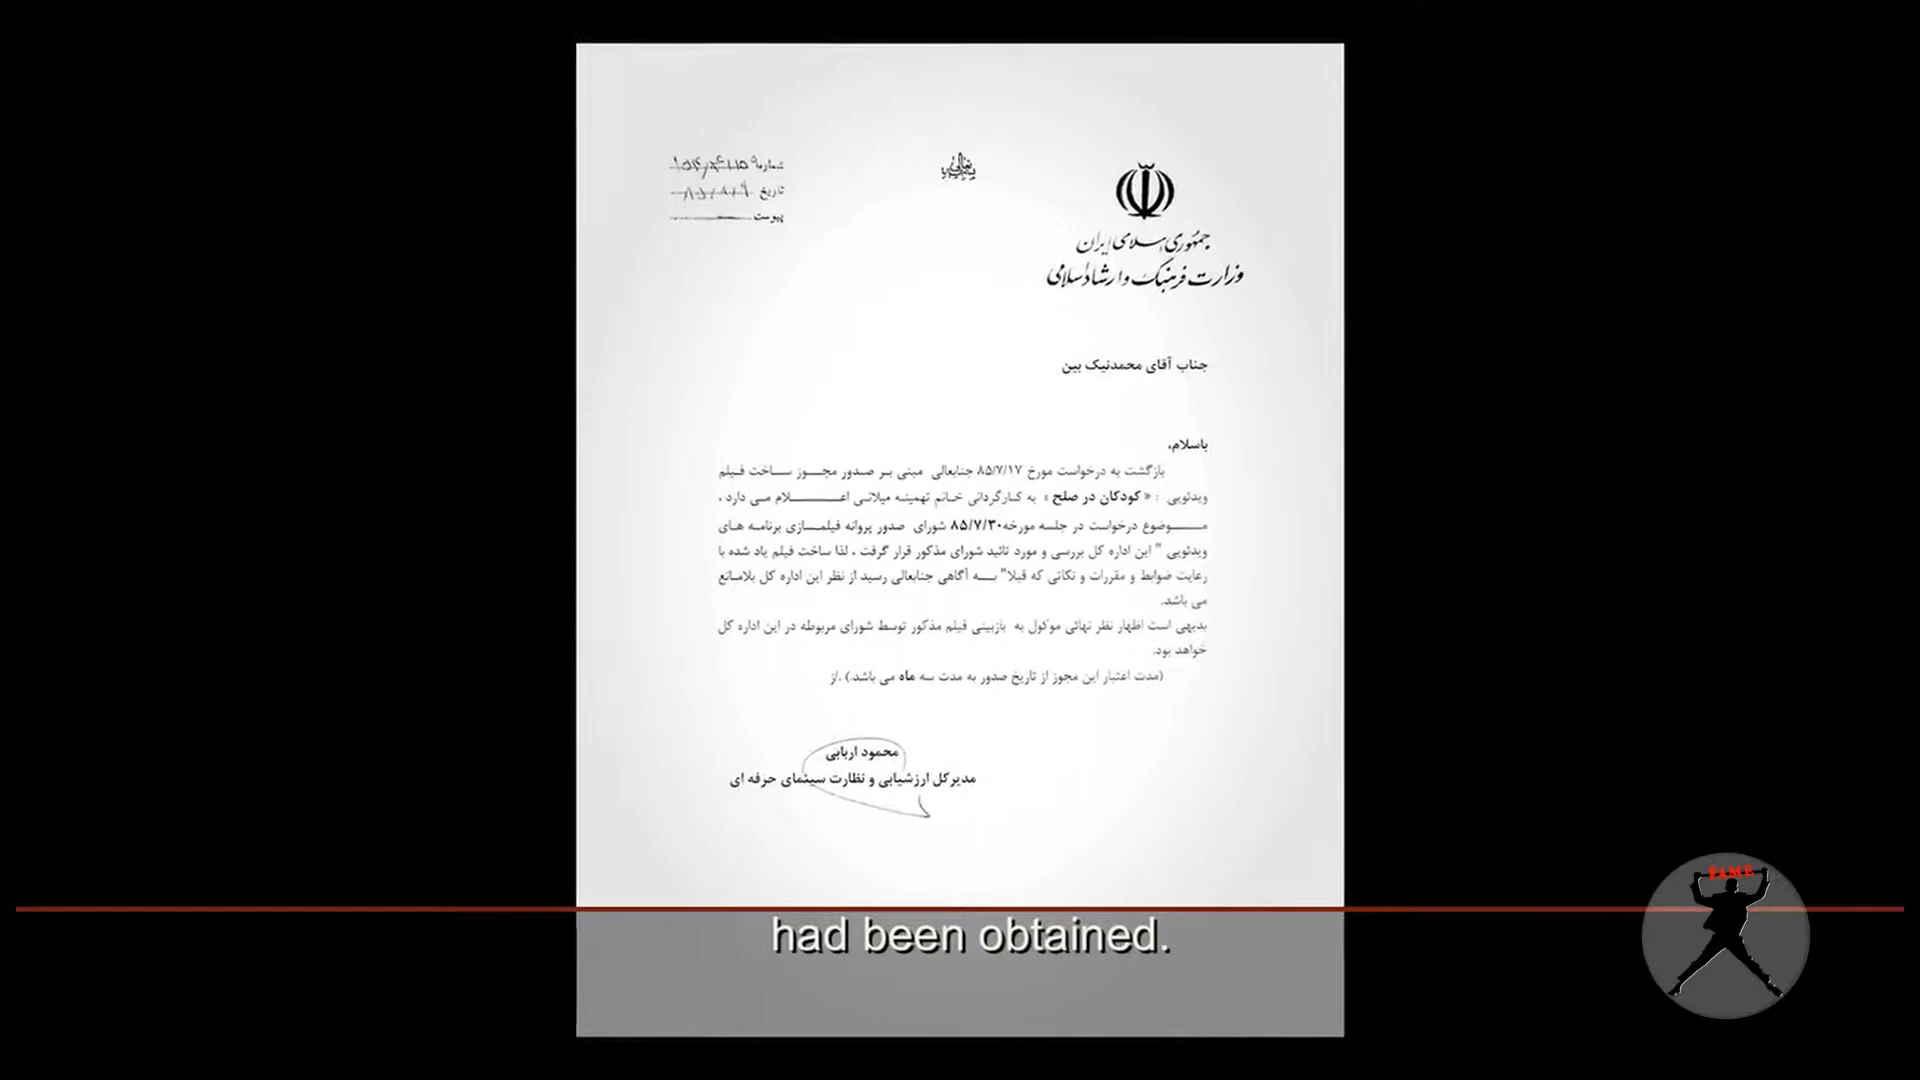 بسمه تعالی
شماره
تاریخ
پیوست
جمهوری اسلامی ایران
وزارت فرهنگ و ارشاد اسلامی
جناب آقای محمدنیک بین
باسلام،
بازگشت به درخواست مورخ ۸۵/۷/۱۷ جنابعالی مبنی بر صدور مجوز ساخت فیلم
ویدئویی : « کودکان در صلح » به کارگردانی خانم تهمینه میلانی اعلام می دارد ،
موضوع درخواست در جلسه مورخه ۸۵/۷/۳۰ شورای صدور پروانه فیلمسازی برنامه های
ویدئویی " این اداره کل بررسی و مورد تائید شورای مذکور قرار گرفت ، لذا ساخت فیلم یاد شده با
رعایت ضوابط و مقررات و نکاتی که قبلا" به آگاهی جنابعالی رسید از نظر این اداره کل بلامانع
می باشد.
بدیهی است اظهار نظر نهائی موکول به بازبینی فیلم مذکور توسط شورای مربوطه در این اداره کل
خواهد بود.
(مدت اعتبار این مجوز از تاریخ صدور به مدت سه ماه می باشد.) .از
محمود اربابی
مدیرکل ارزشیابی و نظارت سینمای حرفه ای
had been obtained.
FAME